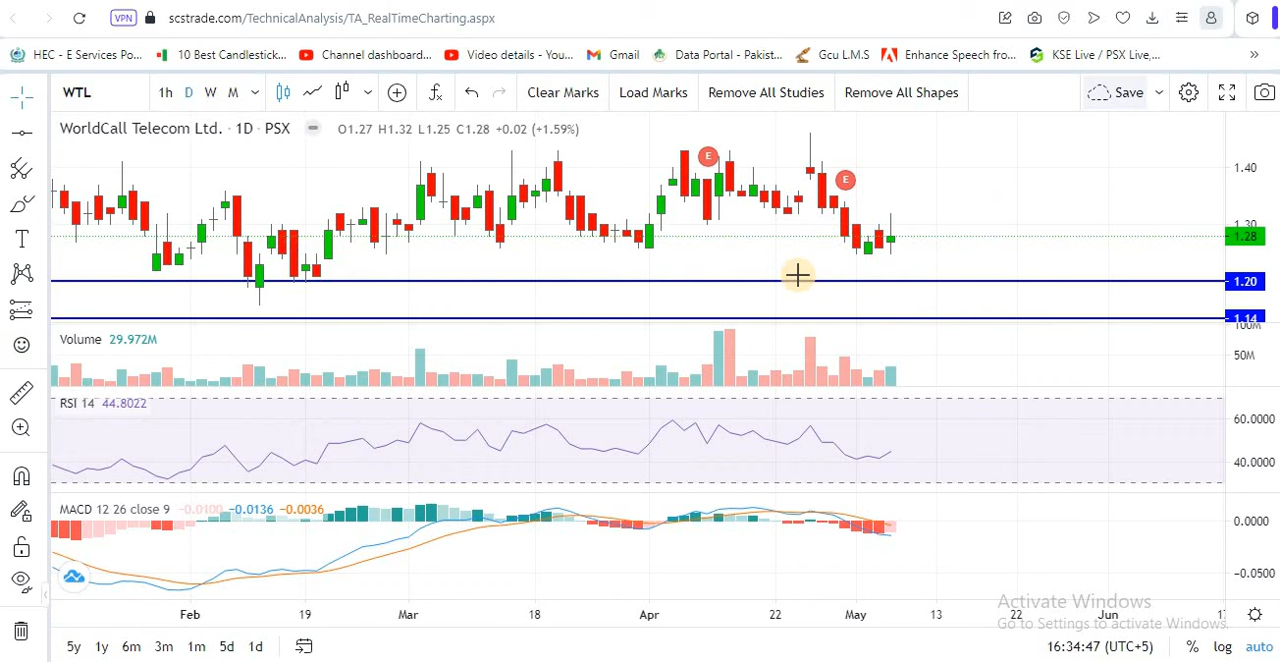 VPN scstrade.com/TechnicalAnalysis/TA_RealTimeCharting.aspx
HEC - E Services Po... 10 Best Candlestick... Channel dashboard... Video details - You... Gmail Data Portal - Pakist... Gcu L.M.S Enhance Speech fro... KSE Live / PSX Live,... »
WTL 1h D W M Clear Marks Load Marks Remove All Studies Remove All Shapes Save
WorldCall Telecom Ltd. · 1D · PSX O1.27 H1.32 L1.25 C1.28 +0.02 (+1.59%)
E
E
1.40
1.30
1.28
1.20
1.14
Volume 29.972M
100M
50M
RSI 14 44.8022
60.0000
40.0000
MACD 12 26 close 9 -0.0100 -0.0136 -0.0036
0.0000
-0.0500
Activate Windows
Go to Settings to activate Windows.
Feb 19 Mar 18 Apr 22 May 13 22 Jun 17
5y 1y 6m 3m 1m 5d 1d 16:34:47 (UTC+5) % log auto